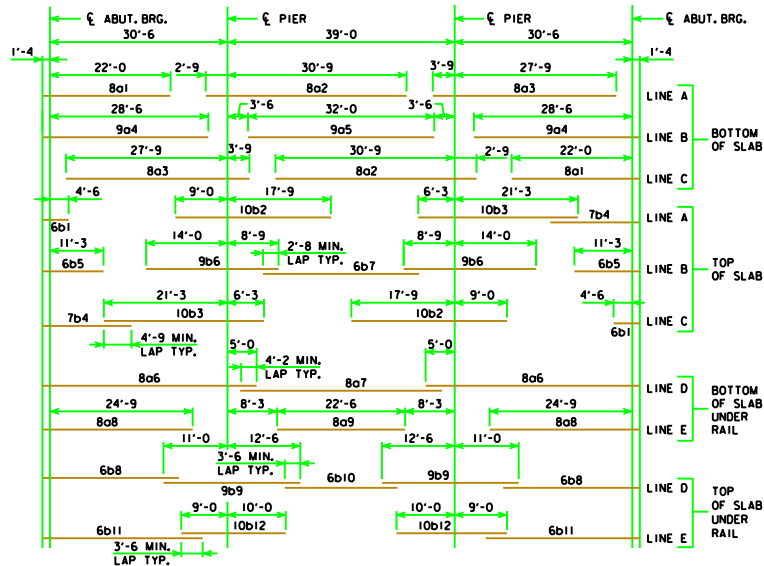 ℄ ABUT. BRG. ℄ PIER ℄ PIER ℄ ABUT. BRG.
30'-6 39'-0 30'-6
1'-4 1'-4
22'-0 2'-9 30'-9 3'-9 27'-9
8a1 8a2 8a3 LINE A
28'-6 3'-6 32'-0 3'-6 28'-6
9a4 9a5 9a4 LINE B
BOTTOM
OF SLAB
27'-9 3'-9 30'-9 2'-9 22'-0
8a3 8a2 8a1 LINE C
4'-6 9'-0 17'-9 6'-3 21'-3
6b1 10b2 10b3 7b4 LINE A
11'-3 14'-0 8'-9 2'-8 MIN.
LAP TYP. 8'-9 14'-0 11'-3
6b5 9b6 6b7 9b6 6b5 LINE B
TOP
OF SLAB
21'-3 6'-3 17'-9 9'-0 4'-6
7b4 10b3 10b2 6b1 LINE C
4'-9 MIN.
LAP TYP.
5'-0 4'-2 MIN.
LAP TYP. 5'-0
8a6 8a7 8a6 LINE D
24'-9 8'-3 22'-6 8'-3 24'-9
8a8 8a9 8a8 LINE E
BOTTOM
OF SLAB
UNDER
RAIL
11'-0 12'-6 12'-6 11'-0
3'-6 MIN.
LAP TYP.
6b8 9b9 6b10 9b9 6b8 LINE D
9'-0 10'-0 10'-0 9'-0
6b11 10b12 10b12 6b11 LINE E
TOP
OF SLAB
UNDER
RAIL
3'-6 MIN.
LAP TYP.